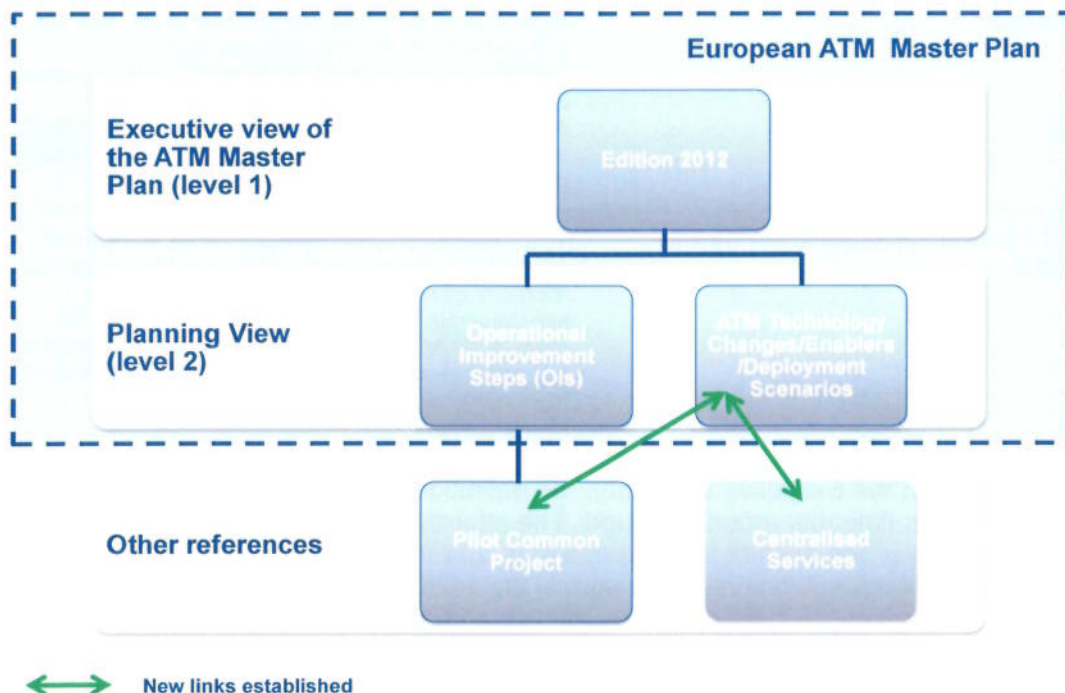 European ATM Master Plan
Executive view of
the ATM Master
Plan (level 1)
Edition 2012
Planning View
(level 2)
Operational
Improvement
Steps (OIs)
ATM Technology
Changes/Enablers
/Deployment
Scenarios
Other references
Pilot Common
Project
Centralised
Services
New links established